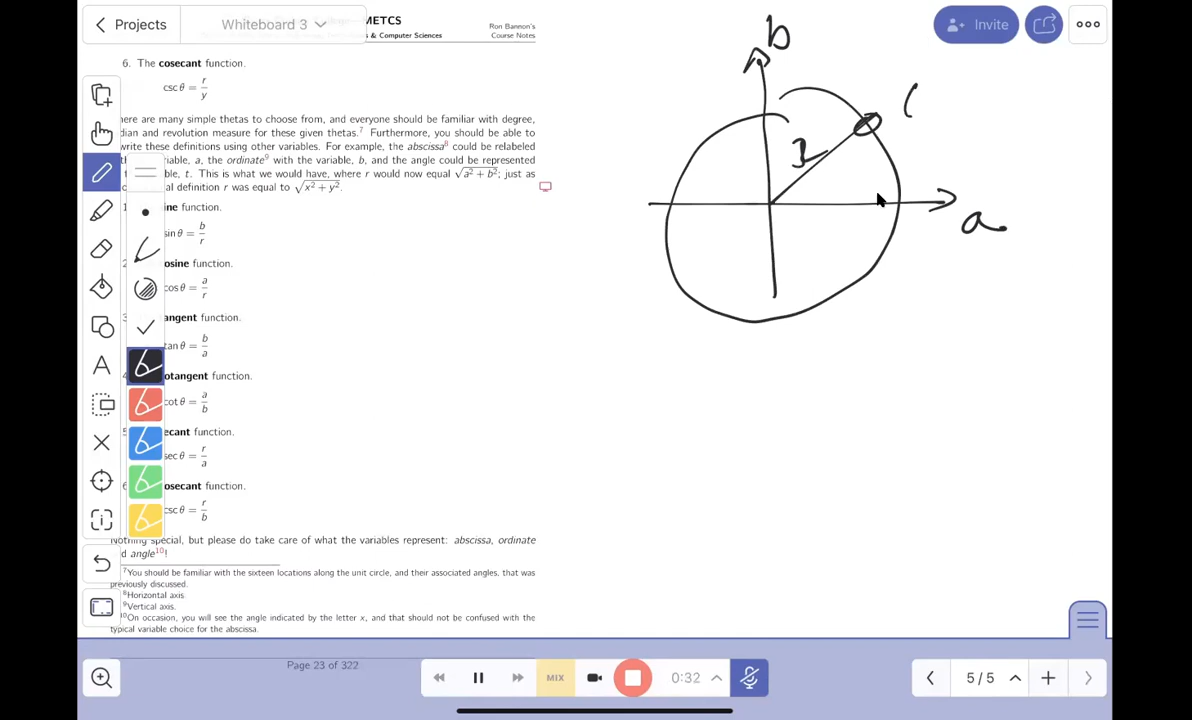 Projects
Whiteboard 3
METCS
& Computer Sciences
Ron Bannon's
Course Notes
Invite
6. The cosecant function.
csc θ = r/y
here are many simple thetas to choose from, and everyone should be familiar with degree,
dian and revolution measure for these given thetas.7 Furthermore, you should be able to
write these definitions using other variables. For example, the abscissa8 could be relabeled
riable, a, the ordinate9 with the variable, b, and the angle could be represented
ble, t. This is what we would have, where r would now equal √a² + b²; just as
al definition r was equal to √x² + y².
ine function.
sin θ = b/r
osine function.
cos θ = a/r
angent function.
tan θ = b/a
otangent function.
cot θ = a/b
ecant function.
sec θ = r/a
osecant function.
csc θ = r/b
Nothing special, but please do take care of what the variables represent: abscissa, ordinate
d angle10!
7You should be familiar with the sixteen locations along the unit circle, and their associated angles, that was
previously discussed.
8Horizontal axis.
9Vertical axis.
10On occasion, you will see the angle indicated by the letter x, and that should not be confused with the
typical variable choice for the abscissa.
Page 23 of 322
b
(
a
MIX
0:32
5 / 5